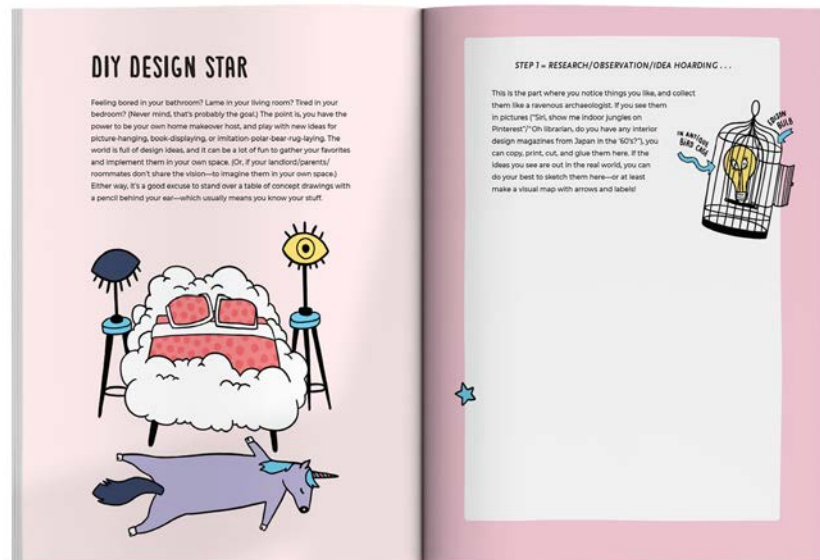 DIY DESIGN STAR
Feeling bored in your bathroom? Lame in your living room? Tired in your
bedroom? (Never mind, that's probably the goal.) The point is, you have the
power to be your own home makeover host, and play with new ideas for
picture-hanging, book-displaying, or imitation-polar-bear-rug-laying. The
world is full of design ideas, and it can be a lot of fun to gather your favorites
and implement them in your own space. (Or, if your landlord/parents/
roommates don't share the vision—to imagine them in your own space.)
Either way, it's a good excuse to stand over a table of concept drawings with
a pencil behind your ear—which usually means you know your stuff.
STEP 1 = RESEARCH/OBSERVATION/IDEA HOARDING . . .
This is the part where you notice things you like, and collect
them like a ravenous archaeologist. If you see them
in pictures ("Siri, show me indoor jungles on
Pinterest"/"Oh librarian, do you have any interior
design magazines from Japan in the '60's?"), you
can copy, print, cut, and glue them here. If the
ideas you see are out in the real world, you can
do your best to sketch them here—or at least
make a visual map with arrows and labels!
IN ANTIQUE
BIRD CAGE
EDISON
BULB